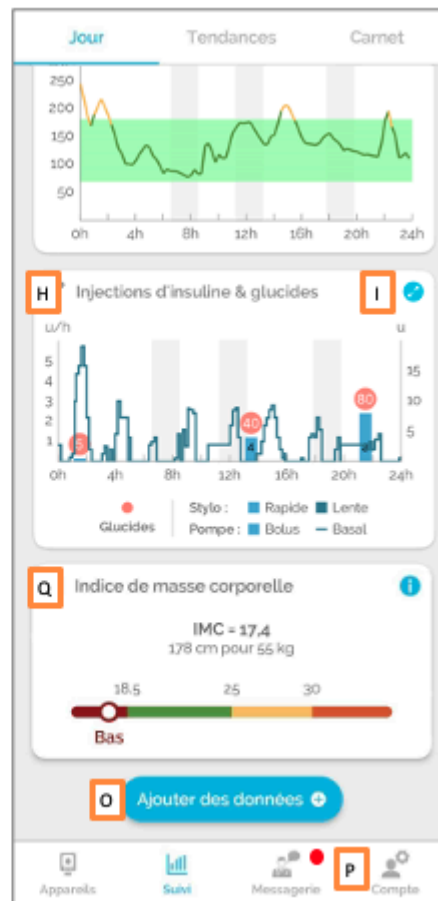 Jour Tendances Carnet
250
200
150
100
50
0h 4h 8h 12h 16h 20h 24h
H Injections d'insuline & glucides I
u/h u
5
4
3
2
1
15
10
5
5
40
4
80
0h 4h 8h 12h 16h 20h 24h
Glucides
Stylo : Rapide Lente
Pompe : Bolus Basal
Q Indice de masse corporelle i
IMC = 17,4
178 cm pour 55 kg
18.5 25 30
Bas
O Ajouter des données +
P
Appareils Suivi Messagerie Compte